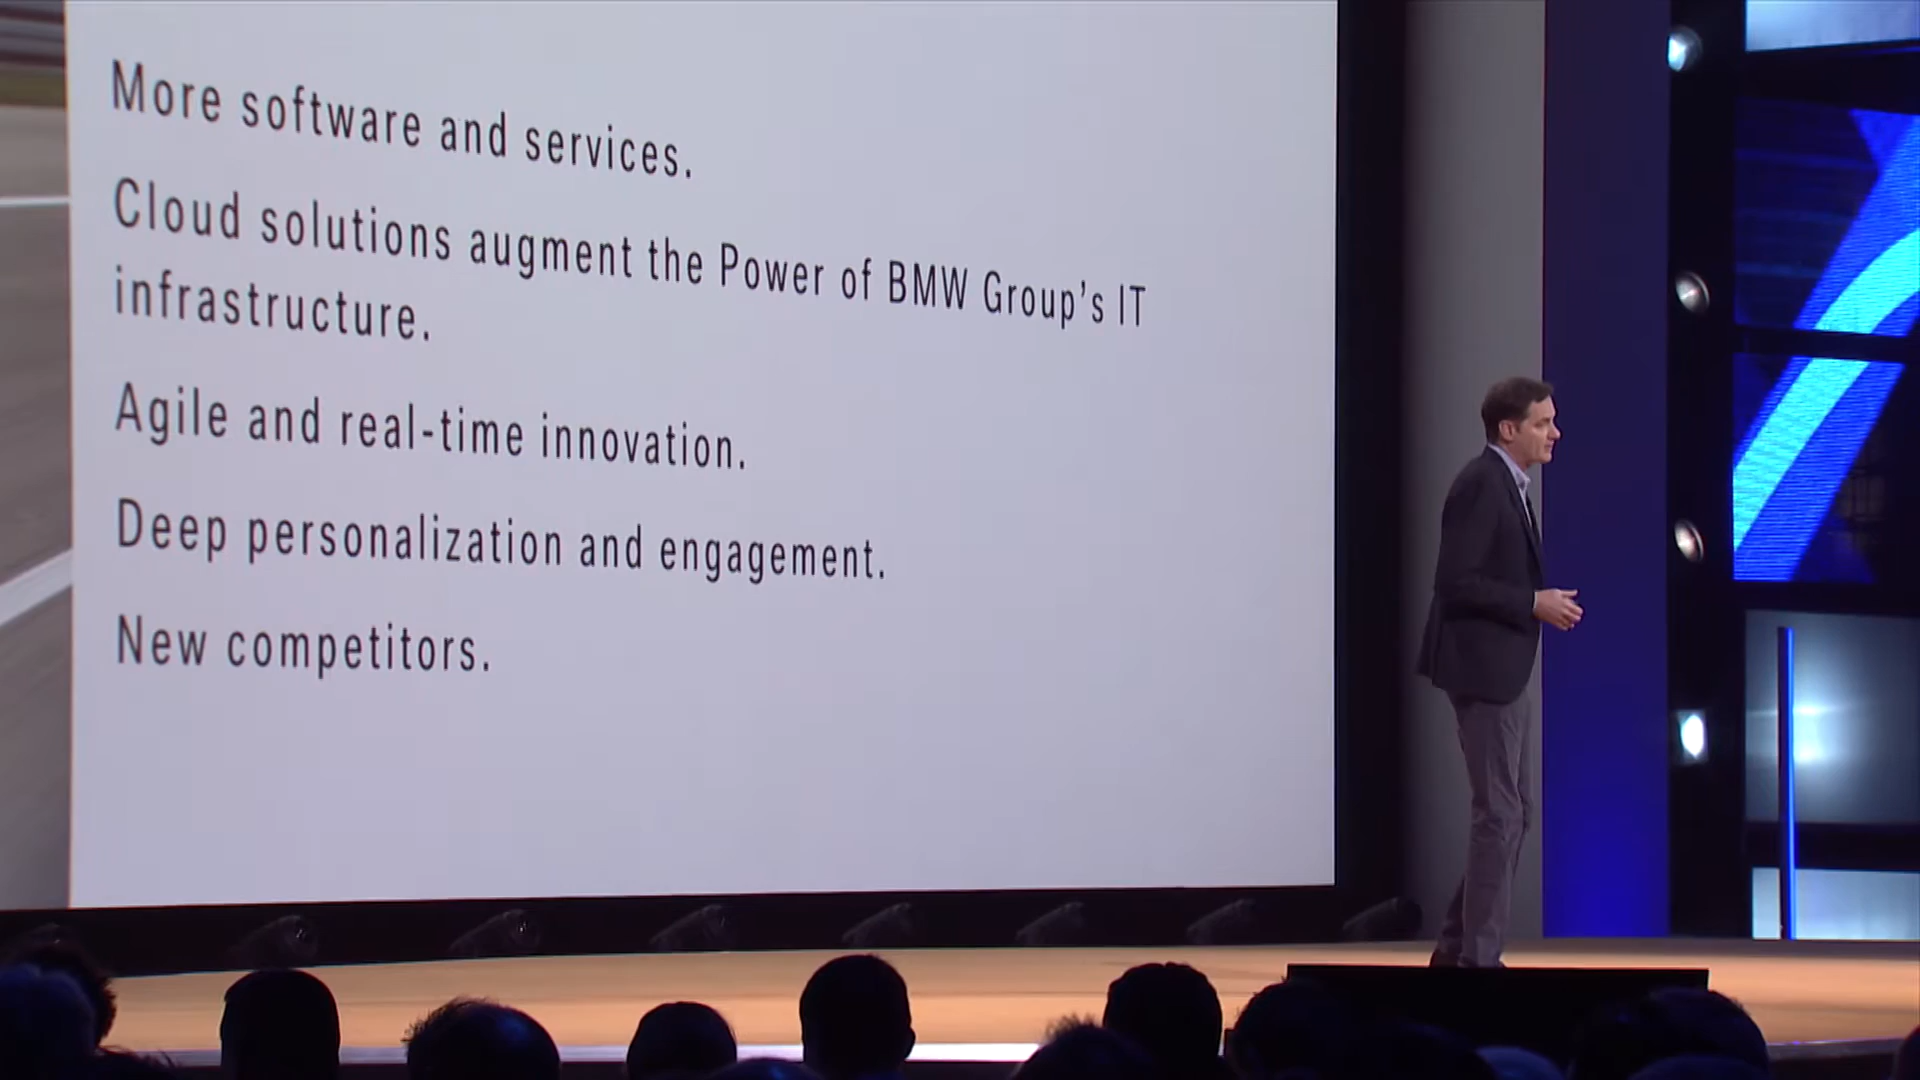 More software and services.
Cloud solutions augment the Power of BMW Group's IT
infrastructure.
Agile and real-time innovation.
Deep personalization and engagement.
New competitors.